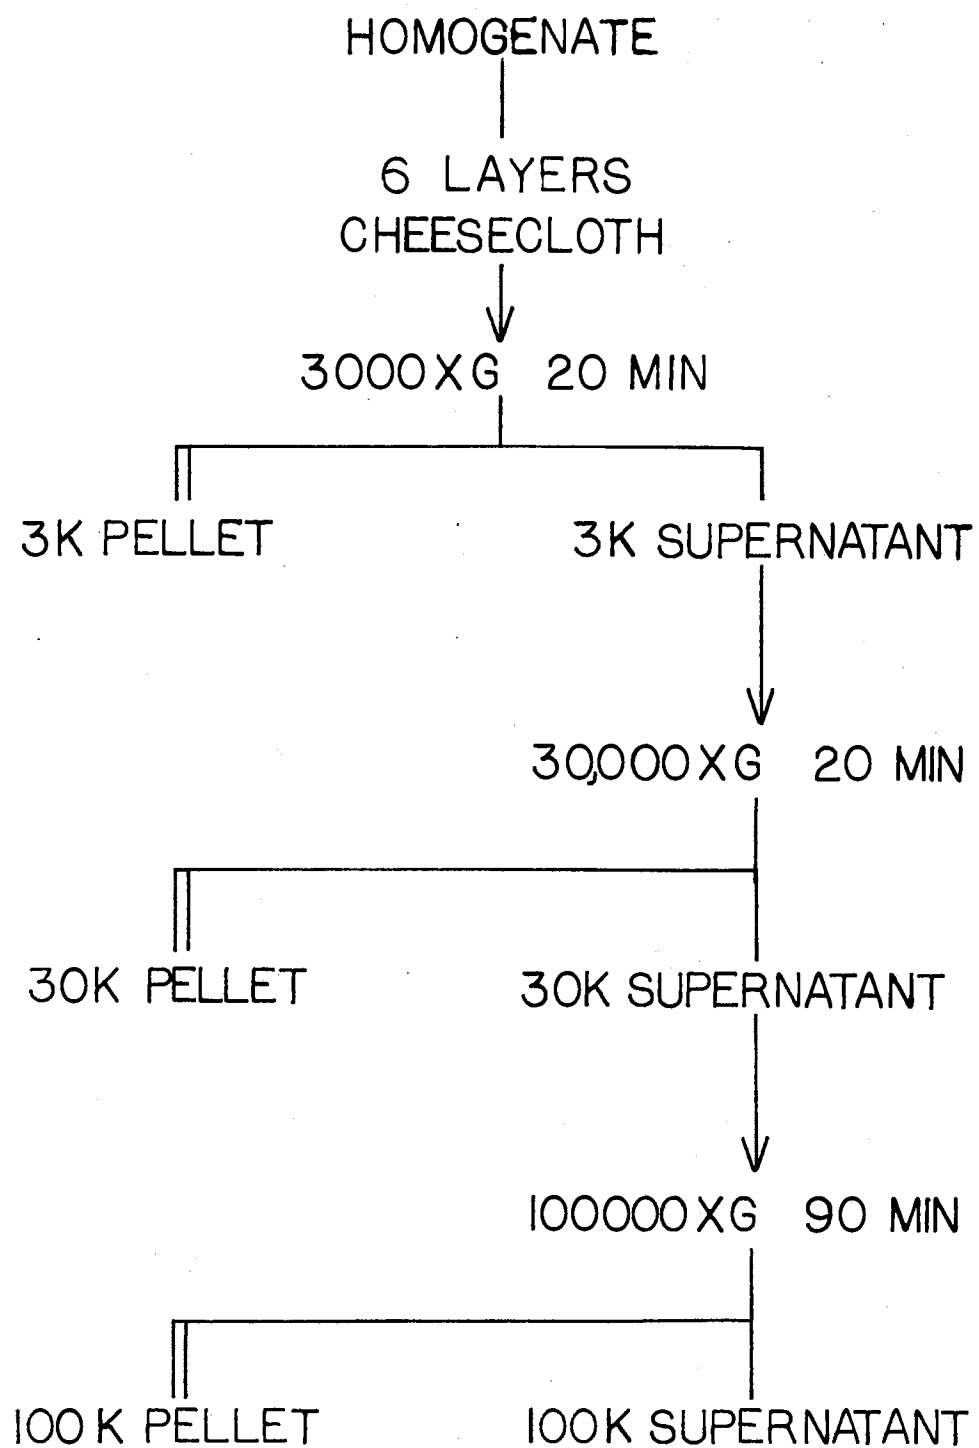 HOMOGENATE
6 LAYERS
CHEESECLOTH
3000XG 20 MIN
3K PELLET
3K SUPERNATANT
30,000XG 20 MIN
30K PELLET
30K SUPERNATANT
100000XG 90 MIN
100K PELLET
100K SUPERNATANT